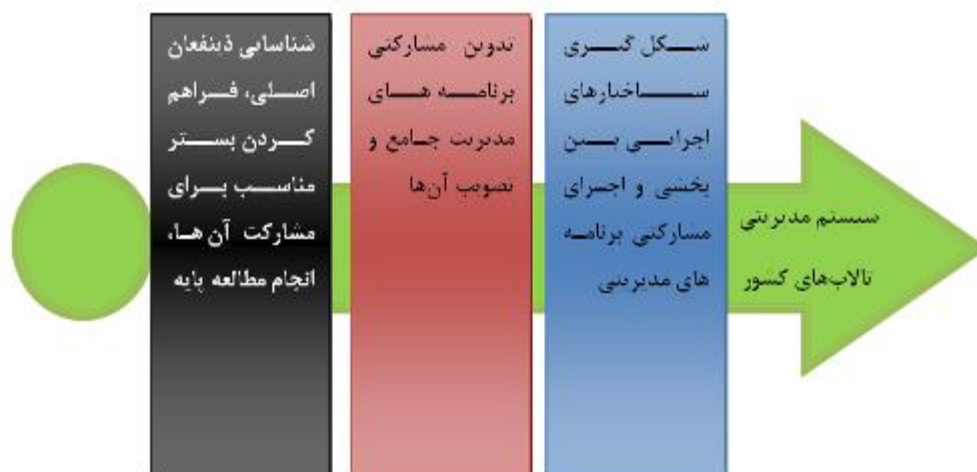 شناسایی ذینفعان
اصلی، فراهم
کردن بستر
مناسب برای
مشارکت آن ها،
انجام مطالعه پایه
تدوین مشارکتی
برنامه های
مدیریت جامع و
تصویب آن‌ها
شکل گیری
ساختارهای
اجرایی بین
بخشی و اجرای
مشارکتی برنامه
های مدیریتی
سیستم مدیریتی
تالاب‌های کشور